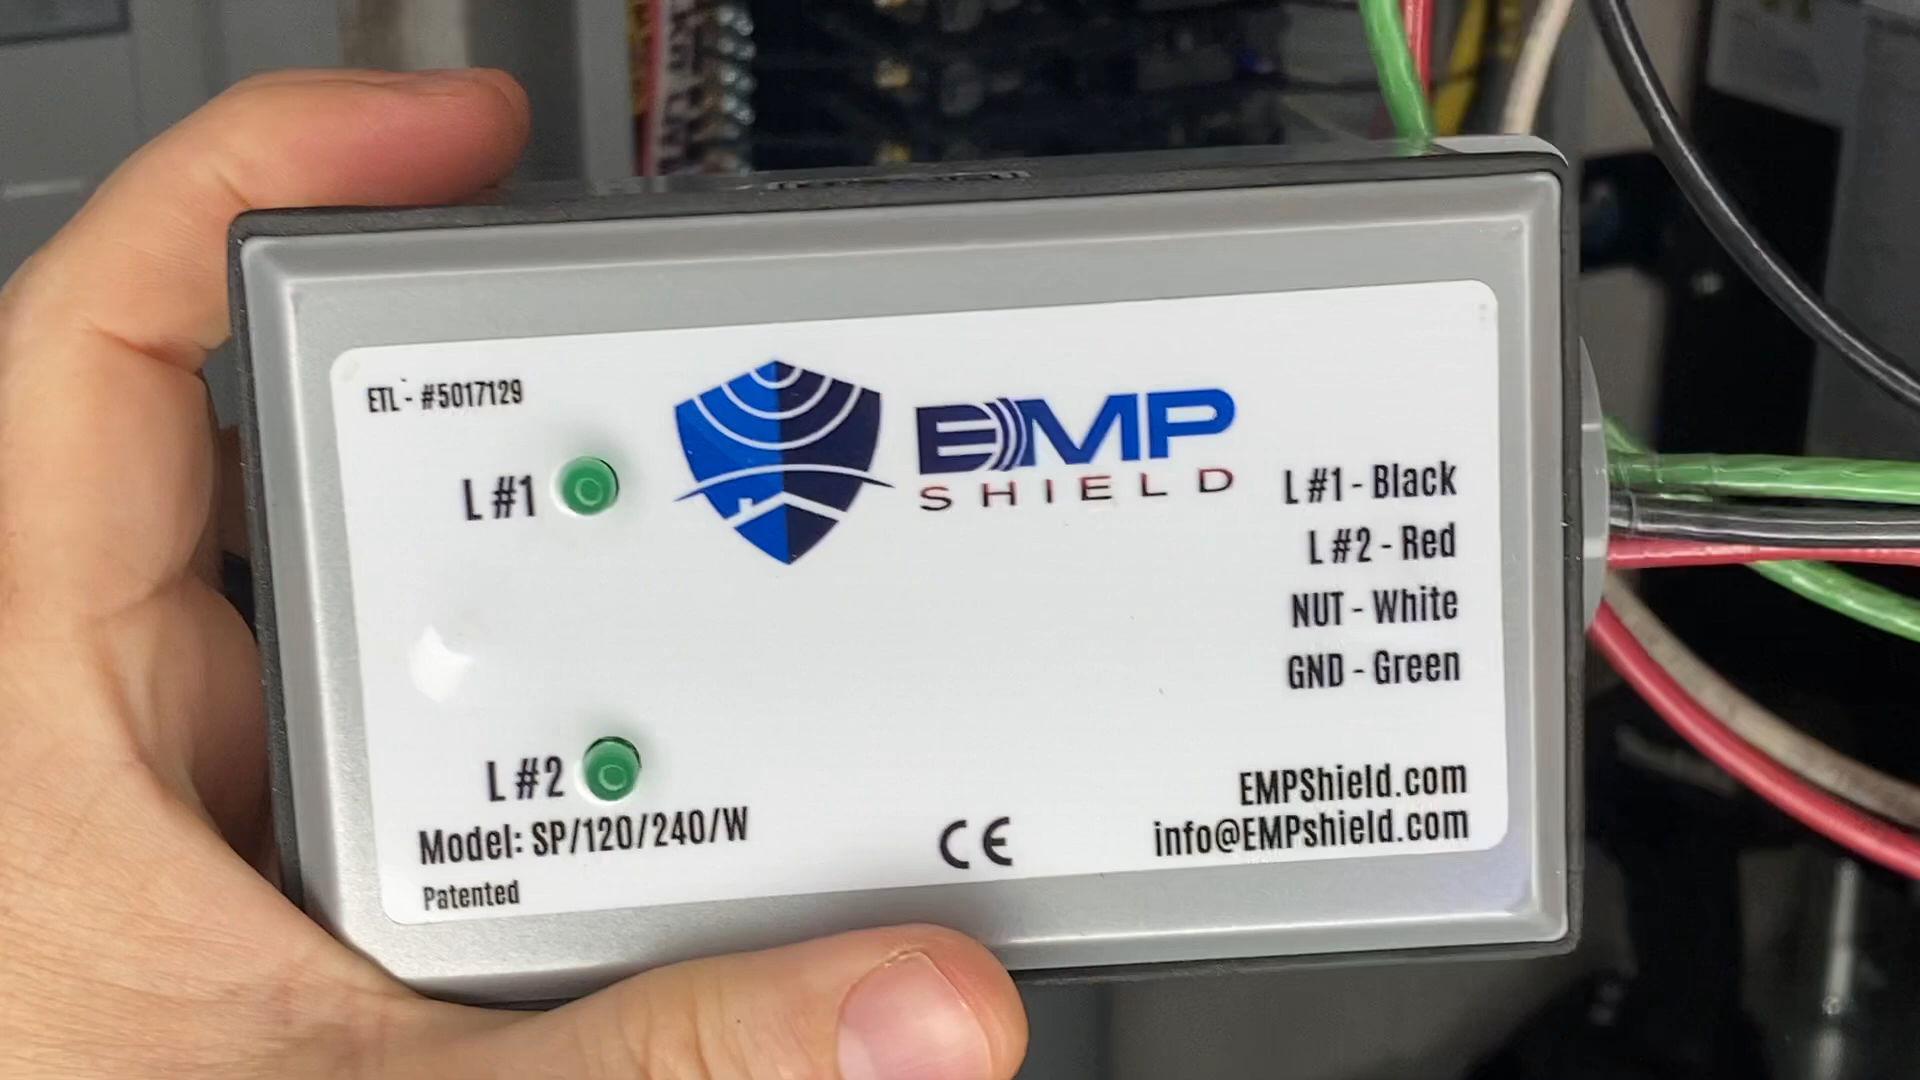 ETL - #5017129
L #1
EMP
SHIELD
L #1 - Black
L #2 - Red
NUT - White
GND - Green
L #2
Model: SP/120/240/W
Patented
CE
EMPShield.com
info@EMPshield.com